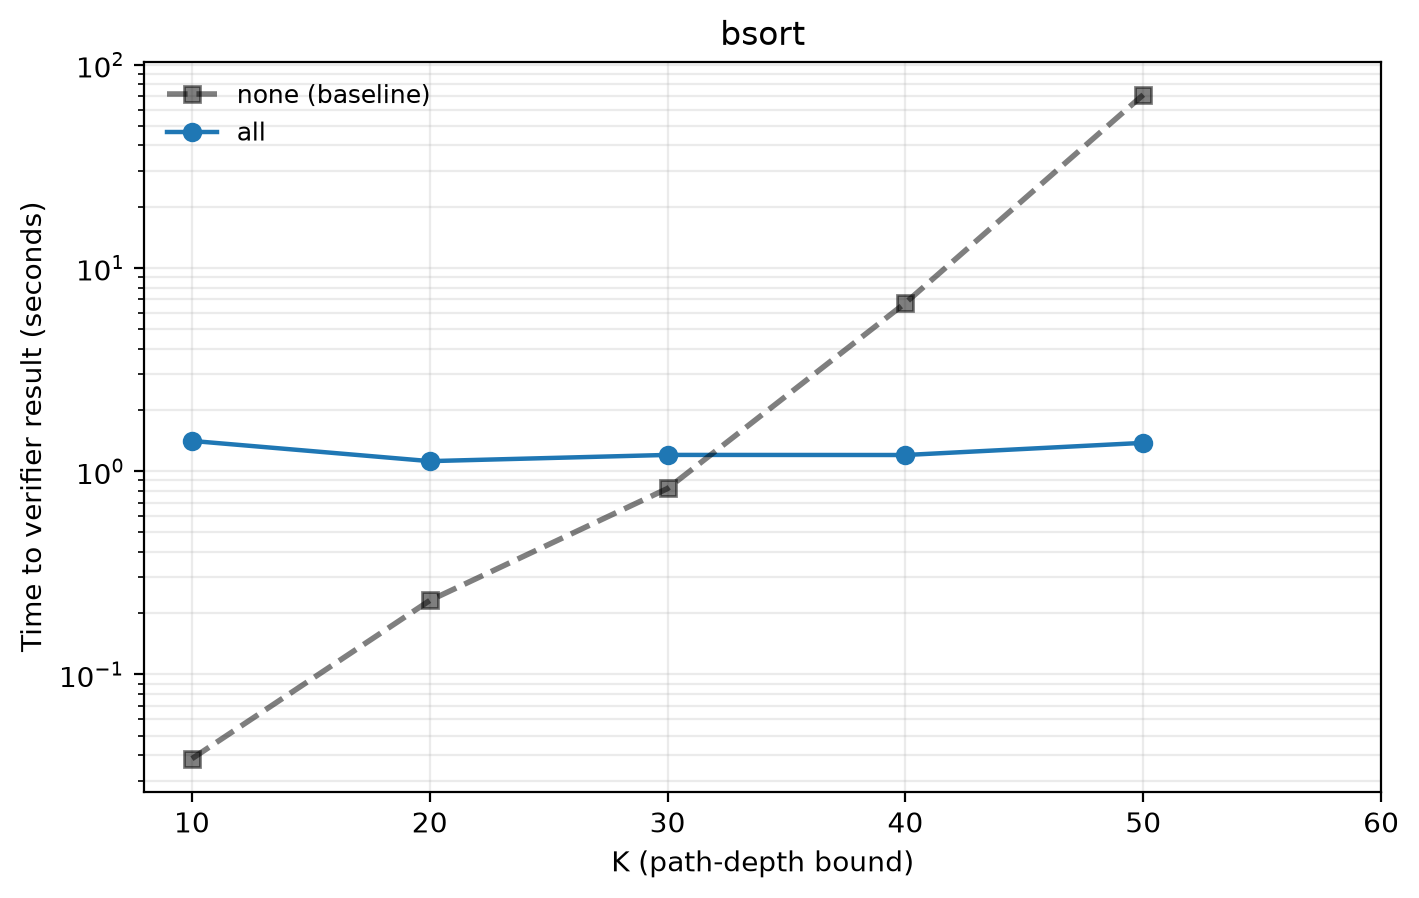 bsort
none (baseline)
all
Time to verifier result (seconds)
10²
10¹
10⁰
10⁻¹
10 20 30 40 50 60
K (path-depth bound)